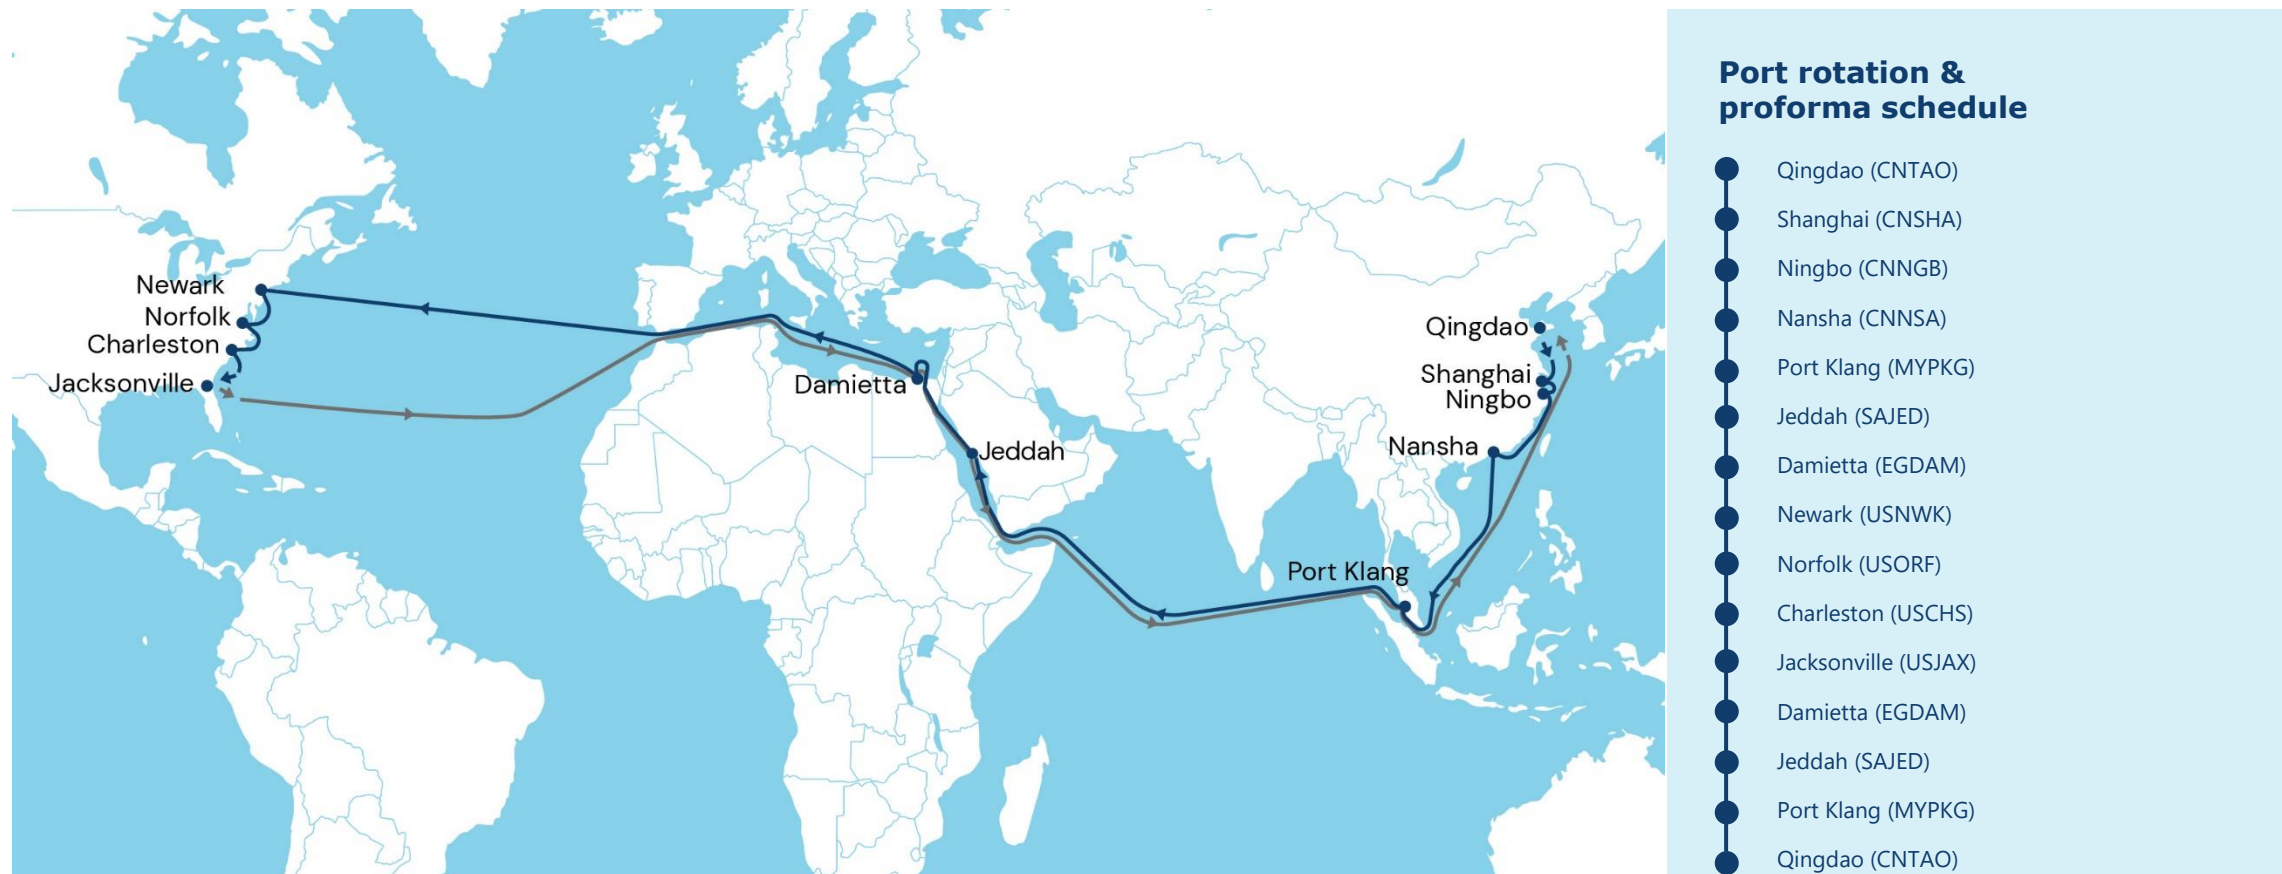 Newark
Norfolk
Charleston
Jacksonville
Damietta
Jeddah
Port Klang
Qingdao
Shanghai
Ningbo
Nansha
Port rotation &
proforma schedule
Qingdao (CNTAO)
Shanghai (CNSHA)
Ningbo (CNNGB)
Nansha (CNNSA)
Port Klang (MYPKG)
Jeddah (SAJED)
Damietta (EGDAM)
Newark (USNWK)
Norfolk (USORF)
Charleston (USCHS)
Jacksonville (USJAX)
Damietta (EGDAM)
Jeddah (SAJED)
Port Klang (MYPKG)
Qingdao (CNTAO)